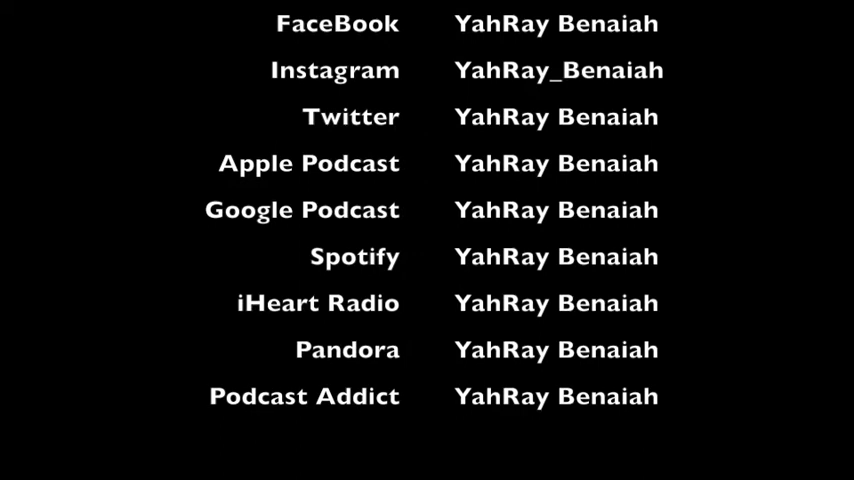 FaceBook YahRay Benaiah
Instagram YahRay_Benaiah
Twitter YahRay Benaiah
Apple Podcast YahRay Benaiah
Google Podcast YahRay Benaiah
Spotify YahRay Benaiah
iHeart Radio YahRay Benaiah
Pandora YahRay Benaiah
Podcast Addict YahRay Benaiah